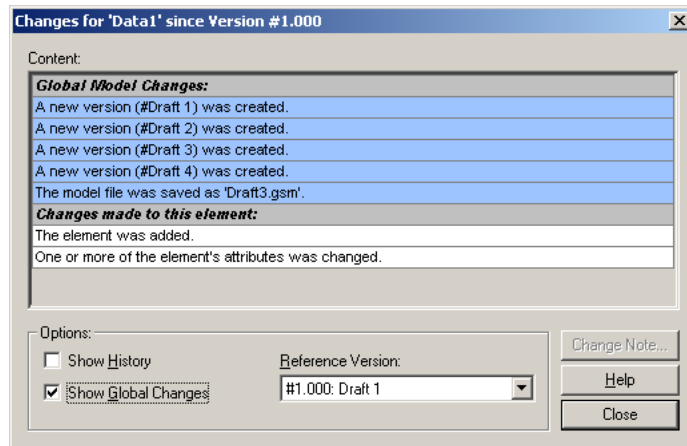 Changes for 'Data1' since Version #1.000
Content:
Global Model Changes:
A new version (#Draft 1) was created.
A new version (#Draft 2) was created.
A new version (#Draft 3) was created.
A new version (#Draft 4) was created.
The model file was saved as 'Draft3.gsm'.
Changes made to this element:
The element was added.
One or more of the element's attributes was changed.
Options:
Show History
Reference Version:
Show Global Changes
#1.000: Draft 1
Change Note...
Help
Close